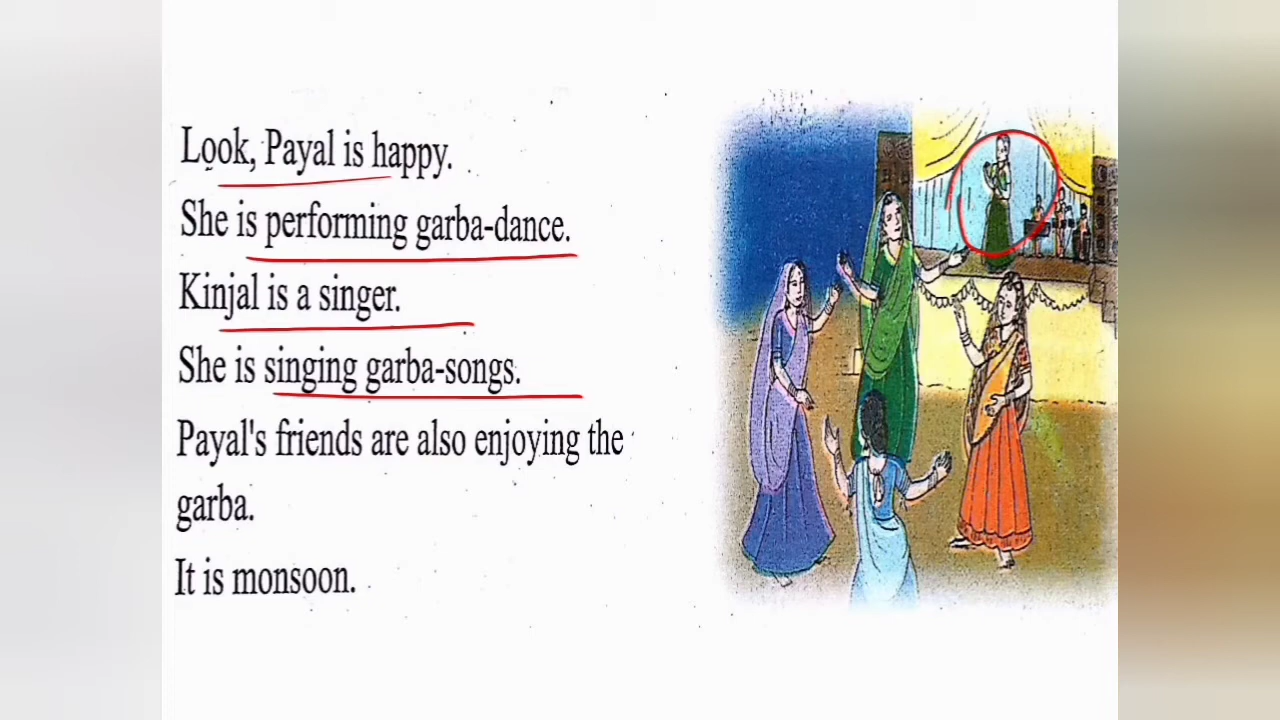 Look, Payal is happy.
She is performing garba-dance.
Kinjal is a singer.
She is singing garba-songs.
Payal's friends are also enjoying the
garba.
It is monsoon.